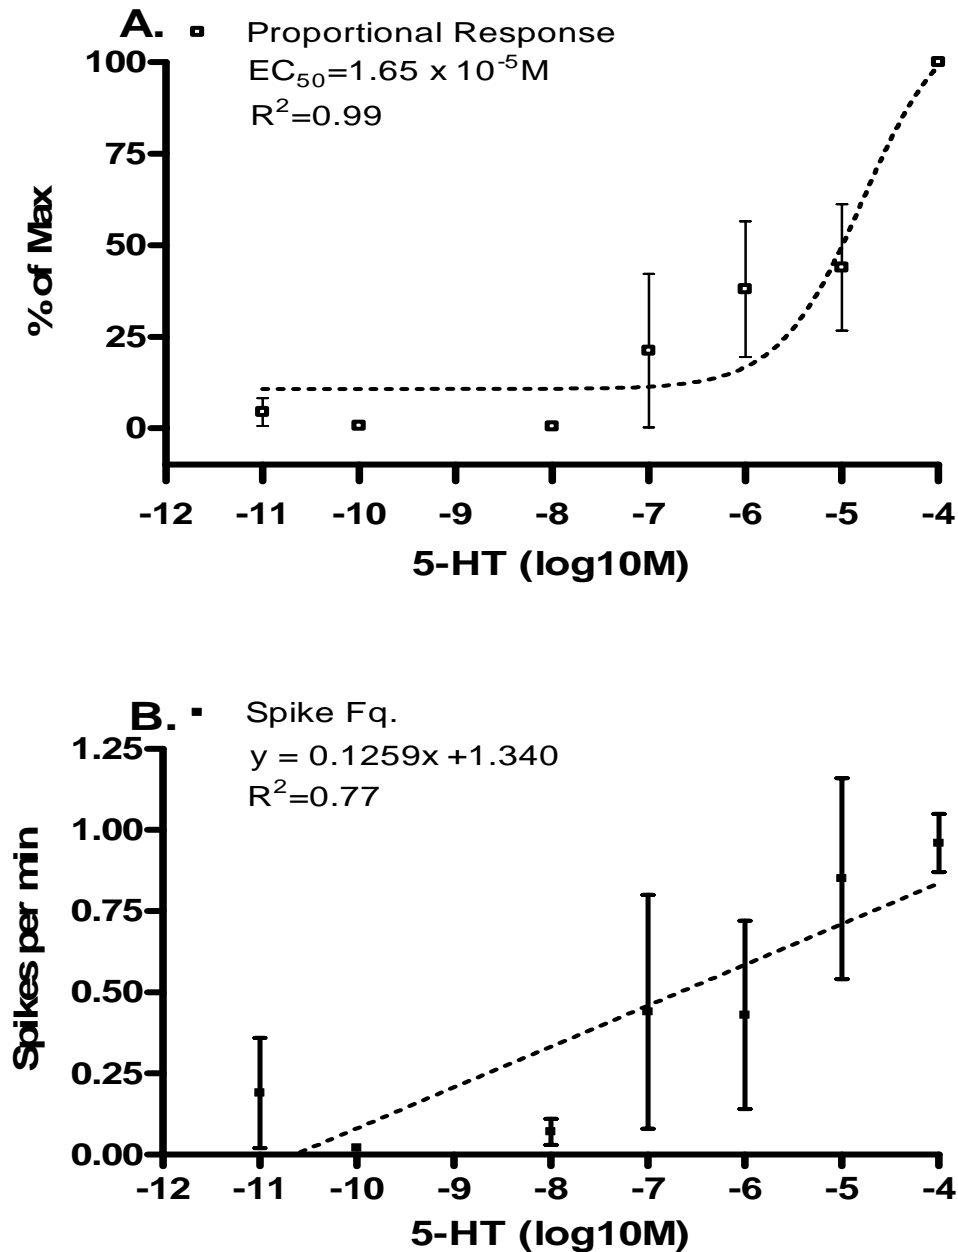 A. Proportional Response
EC50=1.65 x 10-5M
R2=0.99
100
75
50
25
0
% of Max
-12 -11 -10 -9 -8 -7 -6 -5 -4
5-HT (log10M)
B. Spike Fq.
y = 0.1259x +1.340
R2=0.77
1.25
1.00
0.75
0.50
0.25
0.00
Spikes per min
-12 -11 -10 -9 -8 -7 -6 -5 -4
5-HT (log10M)